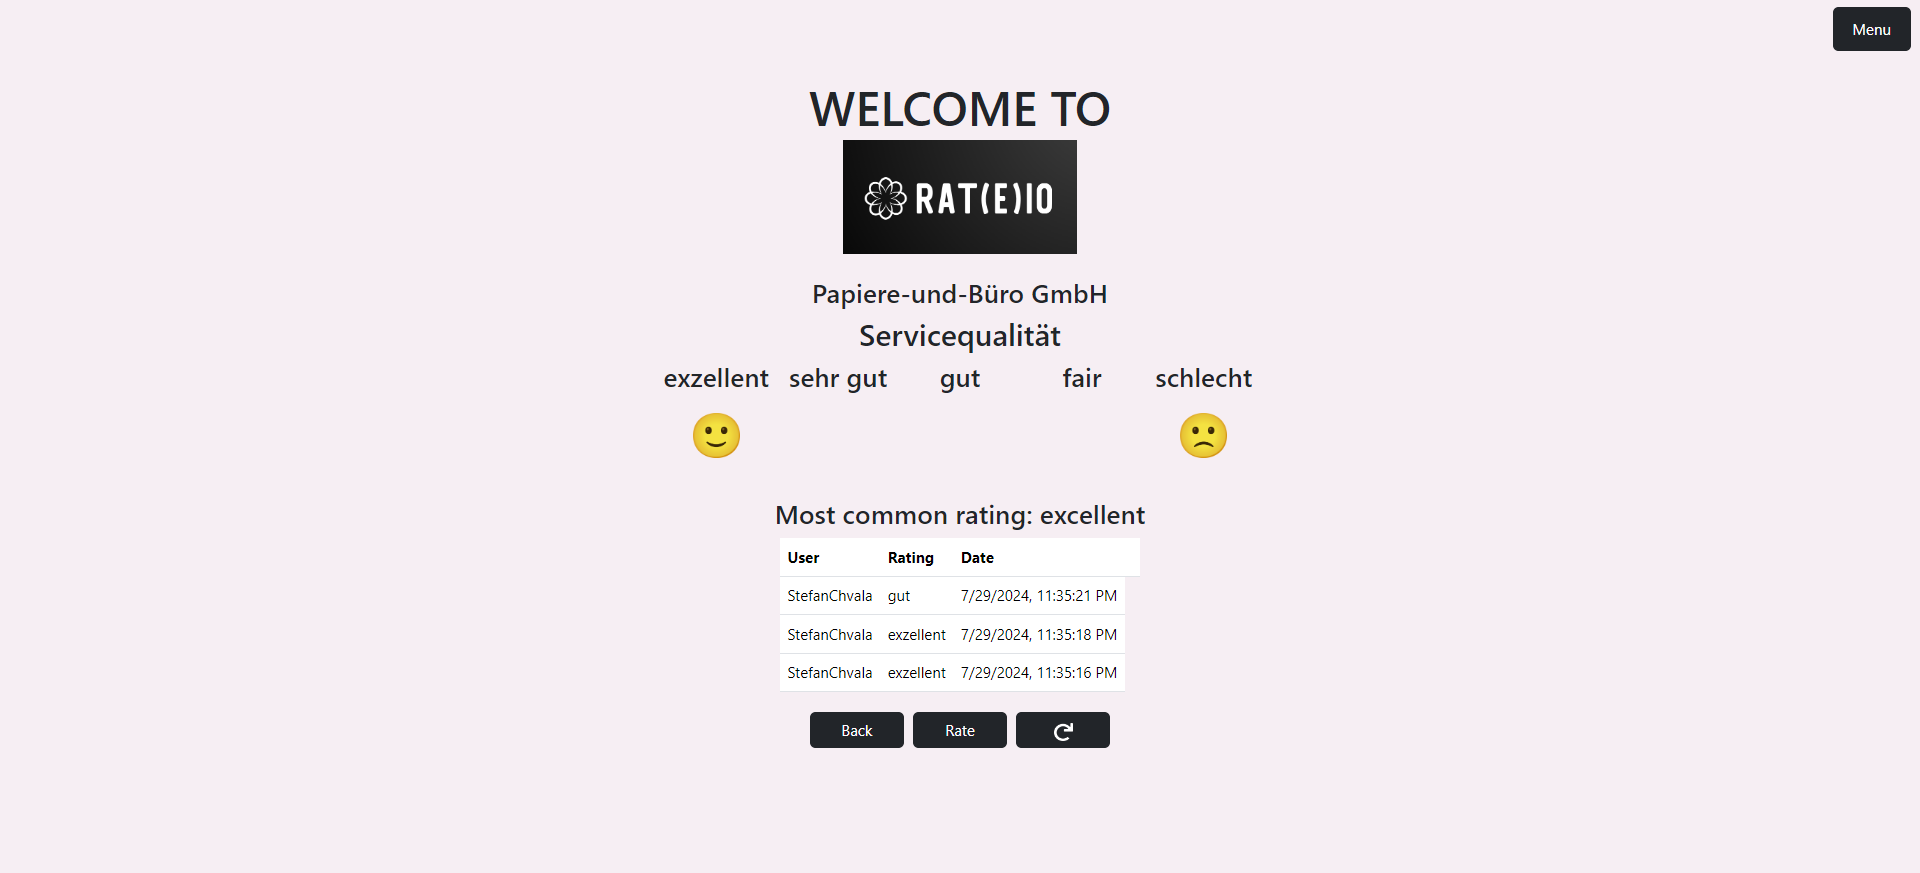 Menu
WELCOME TO
RAT(E)IO
Papiere-und-Büro GmbH
Servicequalität
exzellent sehr gut gut fair schlecht
Most common rating: excellent
User Rating Date
StefanChvala gut 7/29/2024, 11:35:21 PM
StefanChvala exzellent 7/29/2024, 11:35:18 PM
StefanChvala exzellent 7/29/2024, 11:35:16 PM
Back Rate